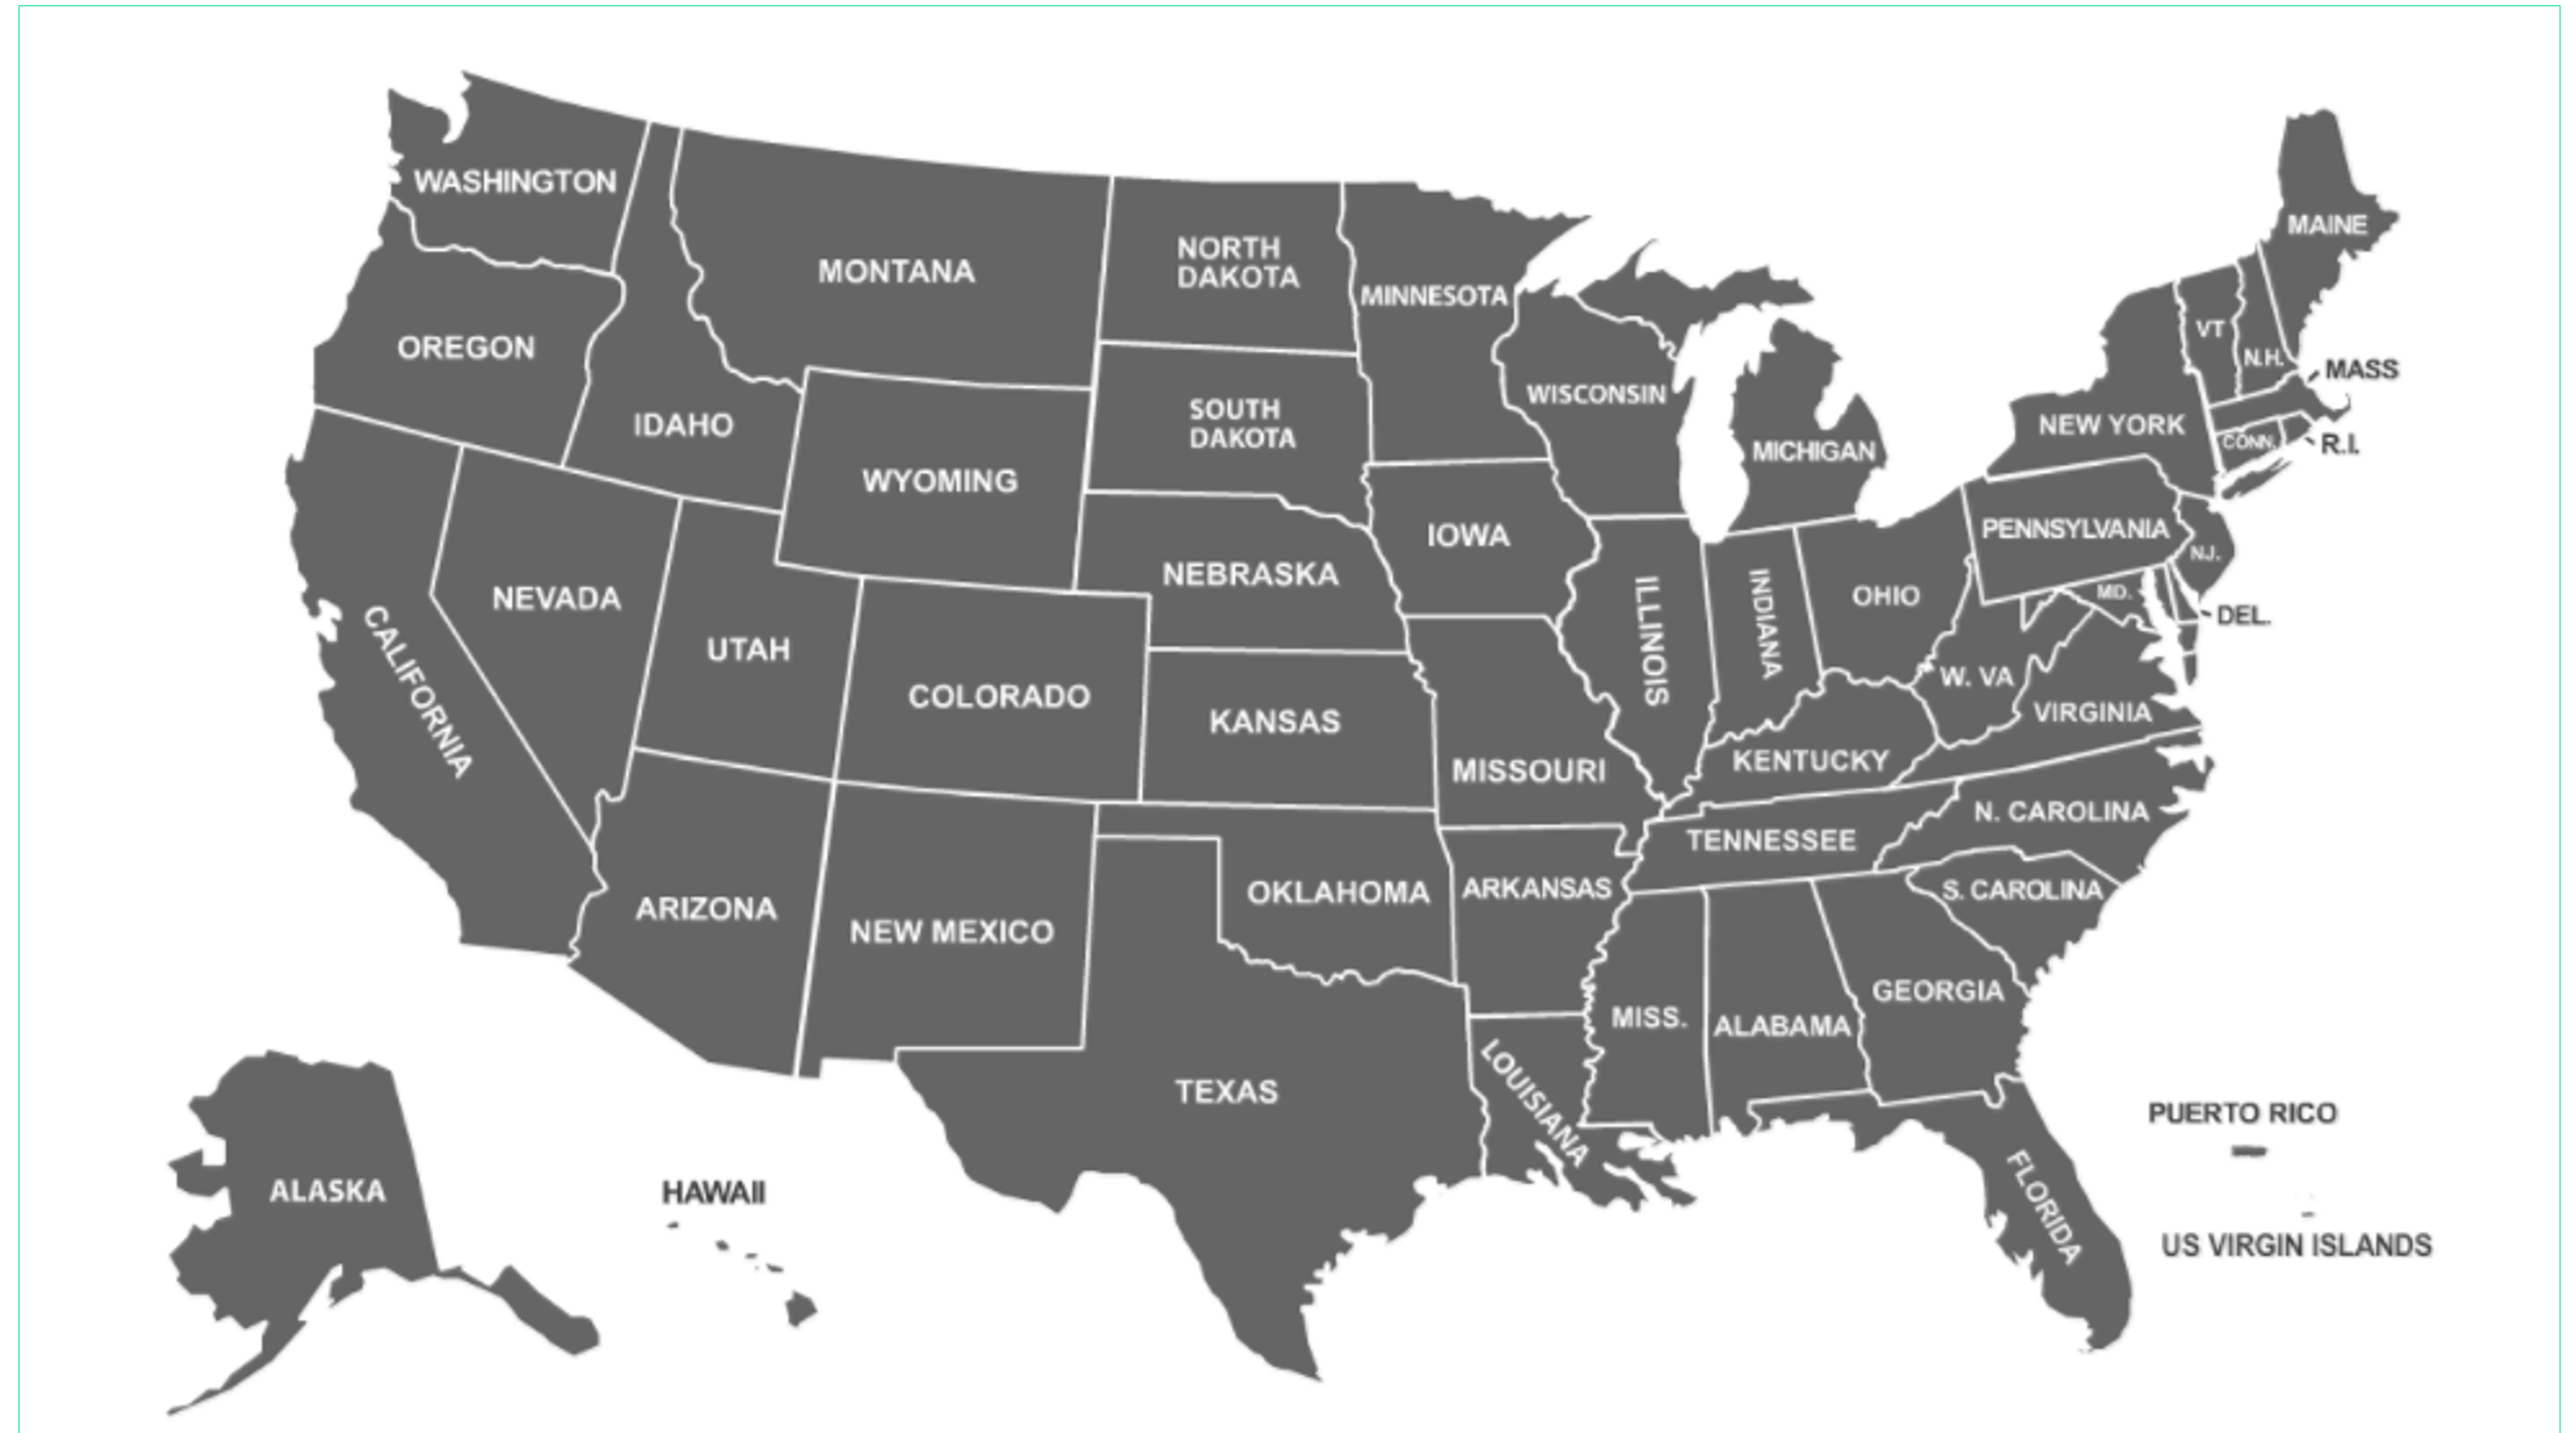 WASHINGTON
MAINE
MONTANA
NORTH
DAKOTA
MINNESOTA
OREGON
VT
N.H.
MASS
IDAHO
SOUTH
DAKOTA
WISCONSIN
MICHIGAN
NEW YORK
CONN.
R.I.
WYOMING
IOWA
PENNSYLVANIA
NJ.
NEVADA
NEBRASKA
ILLINOIS
INDIANA
OHIO
MD.
DEL.
CALIFORNIA
UTAH
COLORADO
KANSAS
MISSOURI
KENTUCKY
W. VA
VIRGINIA
N. CAROLINA
TENNESSEE
ARIZONA
NEW MEXICO
OKLAHOMA
ARKANSAS
S. CAROLINA
MISS.
ALABAMA
GEORGIA
TEXAS
LOUISIANA
PUERTO RICO
ALASKA
HAWAII
FLORIDA
US VIRGIN ISLANDS